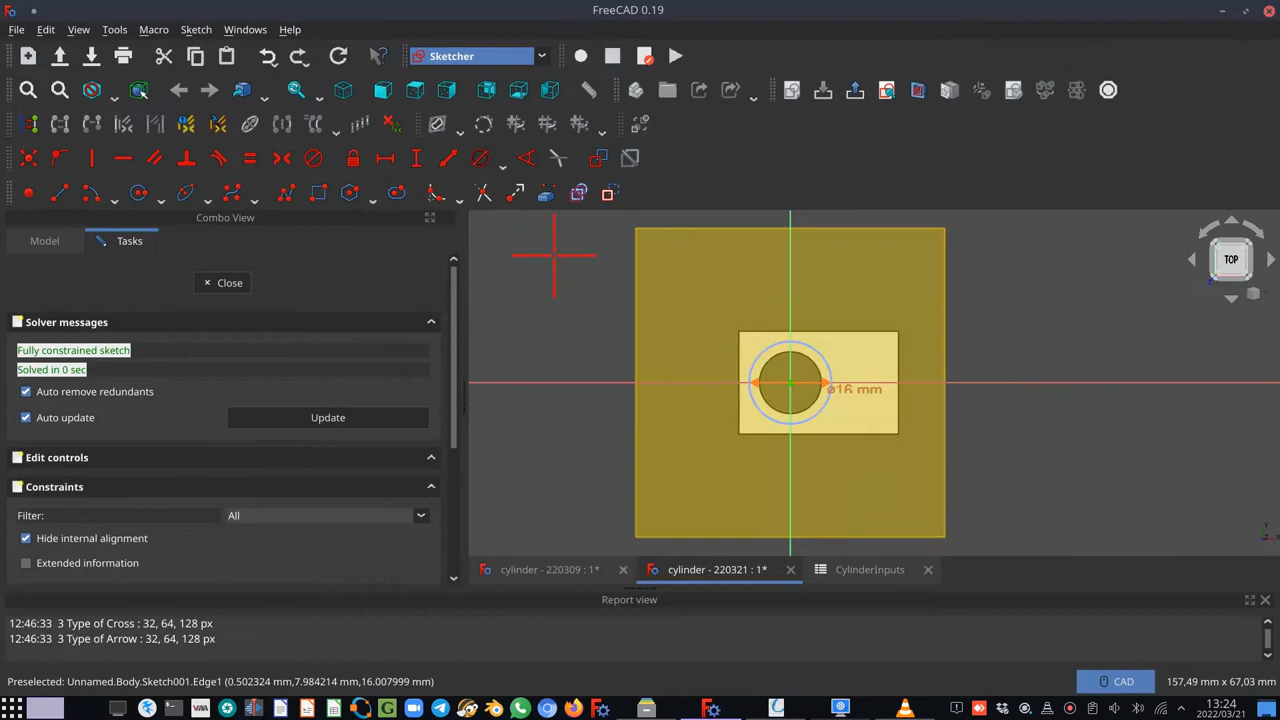 FreeCAD 0.19
File Edit View Tools Macro Sketch Windows Help
Sketcher
Combo View
Model Tasks
Close
TOP
Solver messages
Fully constrained sketch
Solved in 0 sec
Auto remove redundants
Auto update Update
ø16 mm
Edit controls
Constraints
Filter: All
Hide internal alignment
Extended information
cylinder - 220309 : 1* cylinder - 220321 : 1* CylinderInputs
Report view
12:46:33 3 Type of Cross : 32, 64, 128 px
12:46:33 3 Type of Arrow : 32, 64, 128 px
Preselected: Unnamed.Body.Sketch001.Edge1 (0.502324 mm,7.984214 mm,16.007999 mm) CAD 157,49 mm x 67,03 mm
13:24
2022/03/21